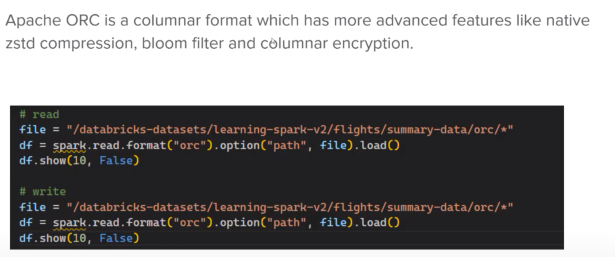 Apache ORC is a columnar format which has more advanced features like native
zstd compression, bloom filter and columnar encryption.
# read
file = "/databricks-datasets/learning-spark-v2/flights/summary-data/orc/*"
df = spark.read.format("orc").option("path", file).load()
df.show(10, False)
# write
file = "/databricks-datasets/learning-spark-v2/flights/summary-data/orc/*"
df = spark.read.format("orc").option("path", file).load()
df.show(10, False)